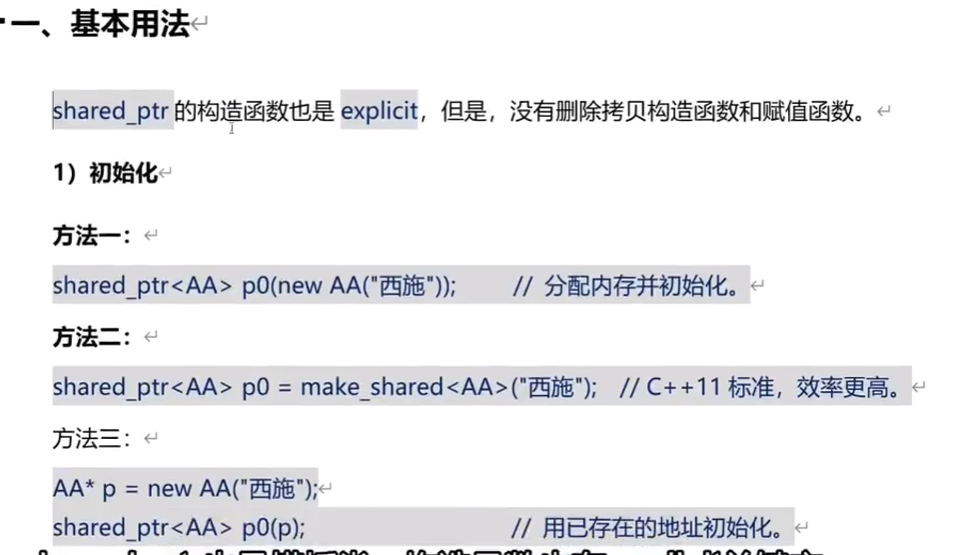 一、基本用法
shared_ptr 的构造函数也是 explicit，但是，没有删除拷贝构造函数和赋值函数。
1）初始化
方法一：
shared_ptr<AA> p0(new AA("西施")); // 分配内存并初始化。
方法二：
shared_ptr<AA> p0 = make_shared<AA>("西施"); // C++11 标准，效率更高。
方法三：
AA* p = new AA("西施");
shared_ptr<AA> p0(p); // 用已存在的地址初始化。